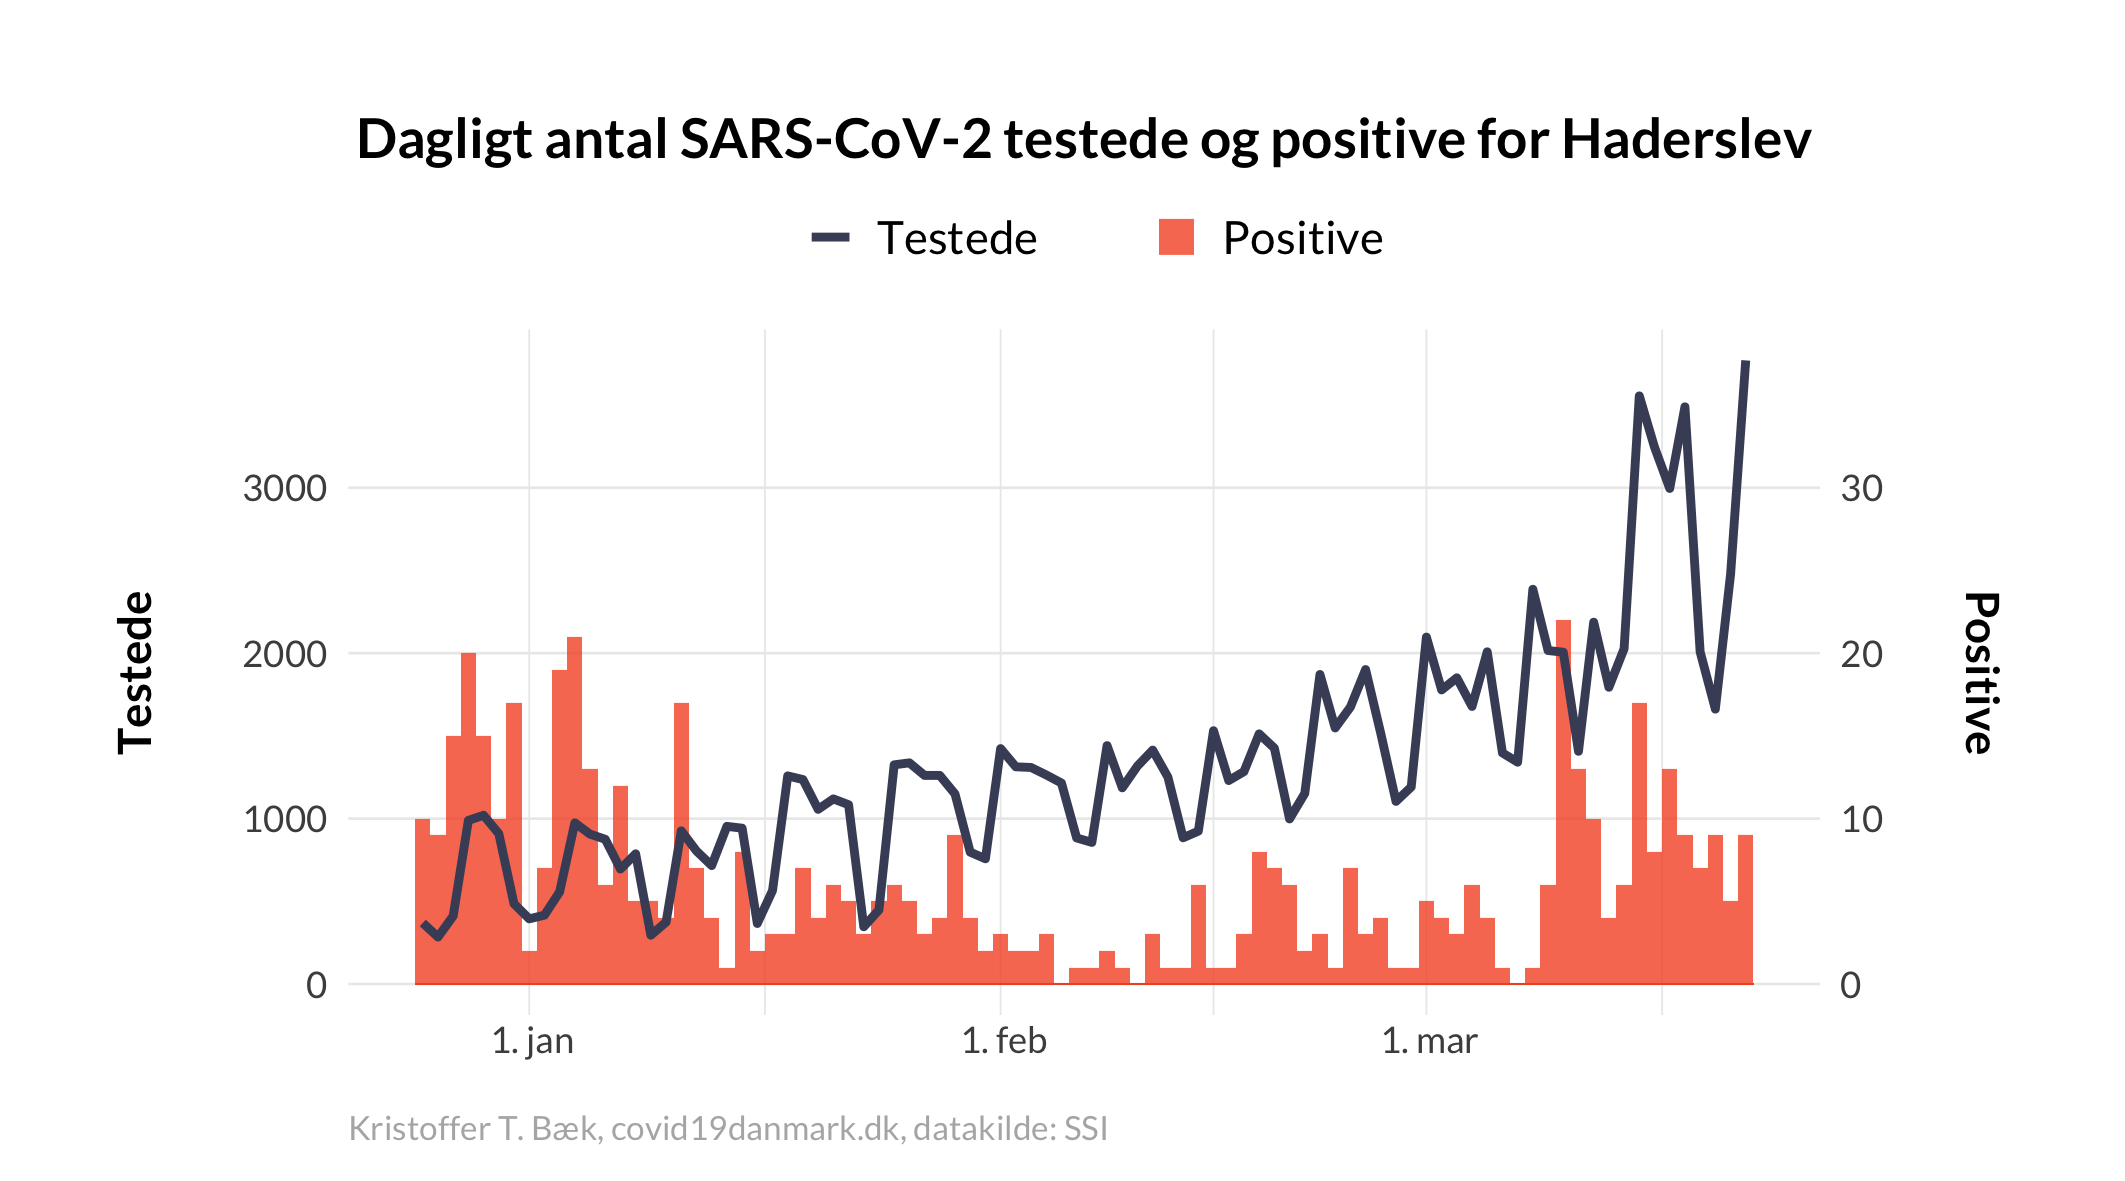 Dagligt antal SARS-CoV-2 testede og positive for Haderslev
Testede Positive
3000 30
2000 20
1000 10
0 0
Testede
Positive
1. jan 1. feb 1. mar
Kristoffer T. Bæk, covid19danmark.dk, datakilde: SSI